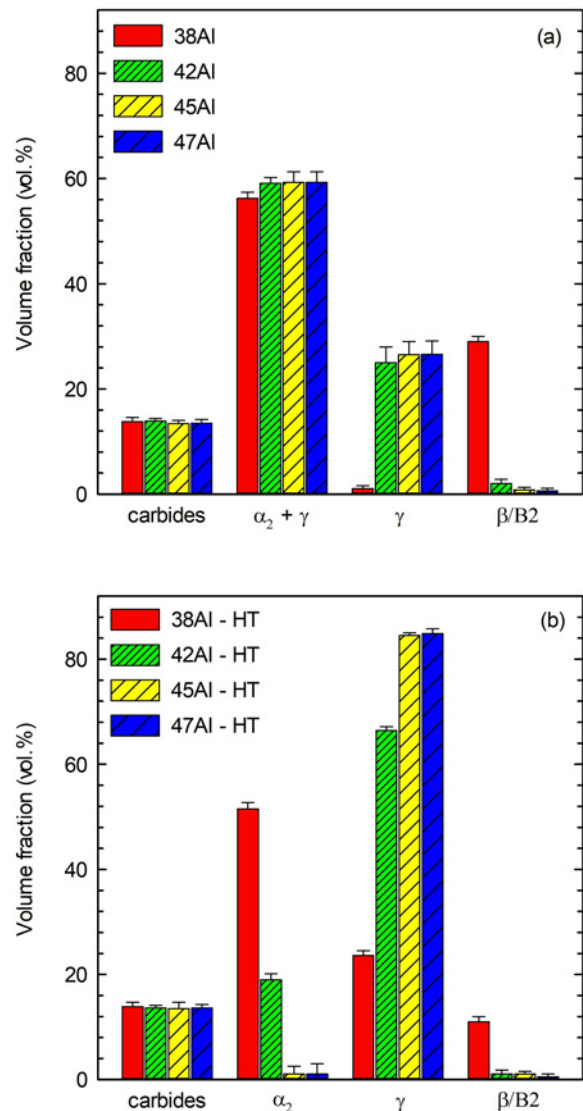 (a)
38Al
42Al
45Al
47Al
Volume fraction (vol.%)
80
60
40
20
0
carbides α₂ + γ γ β/B2
(b)
38Al - HT
42Al - HT
45Al - HT
47Al - HT
Volume fraction (vol.%)
80
60
40
20
0
carbides α₂ γ β/B2